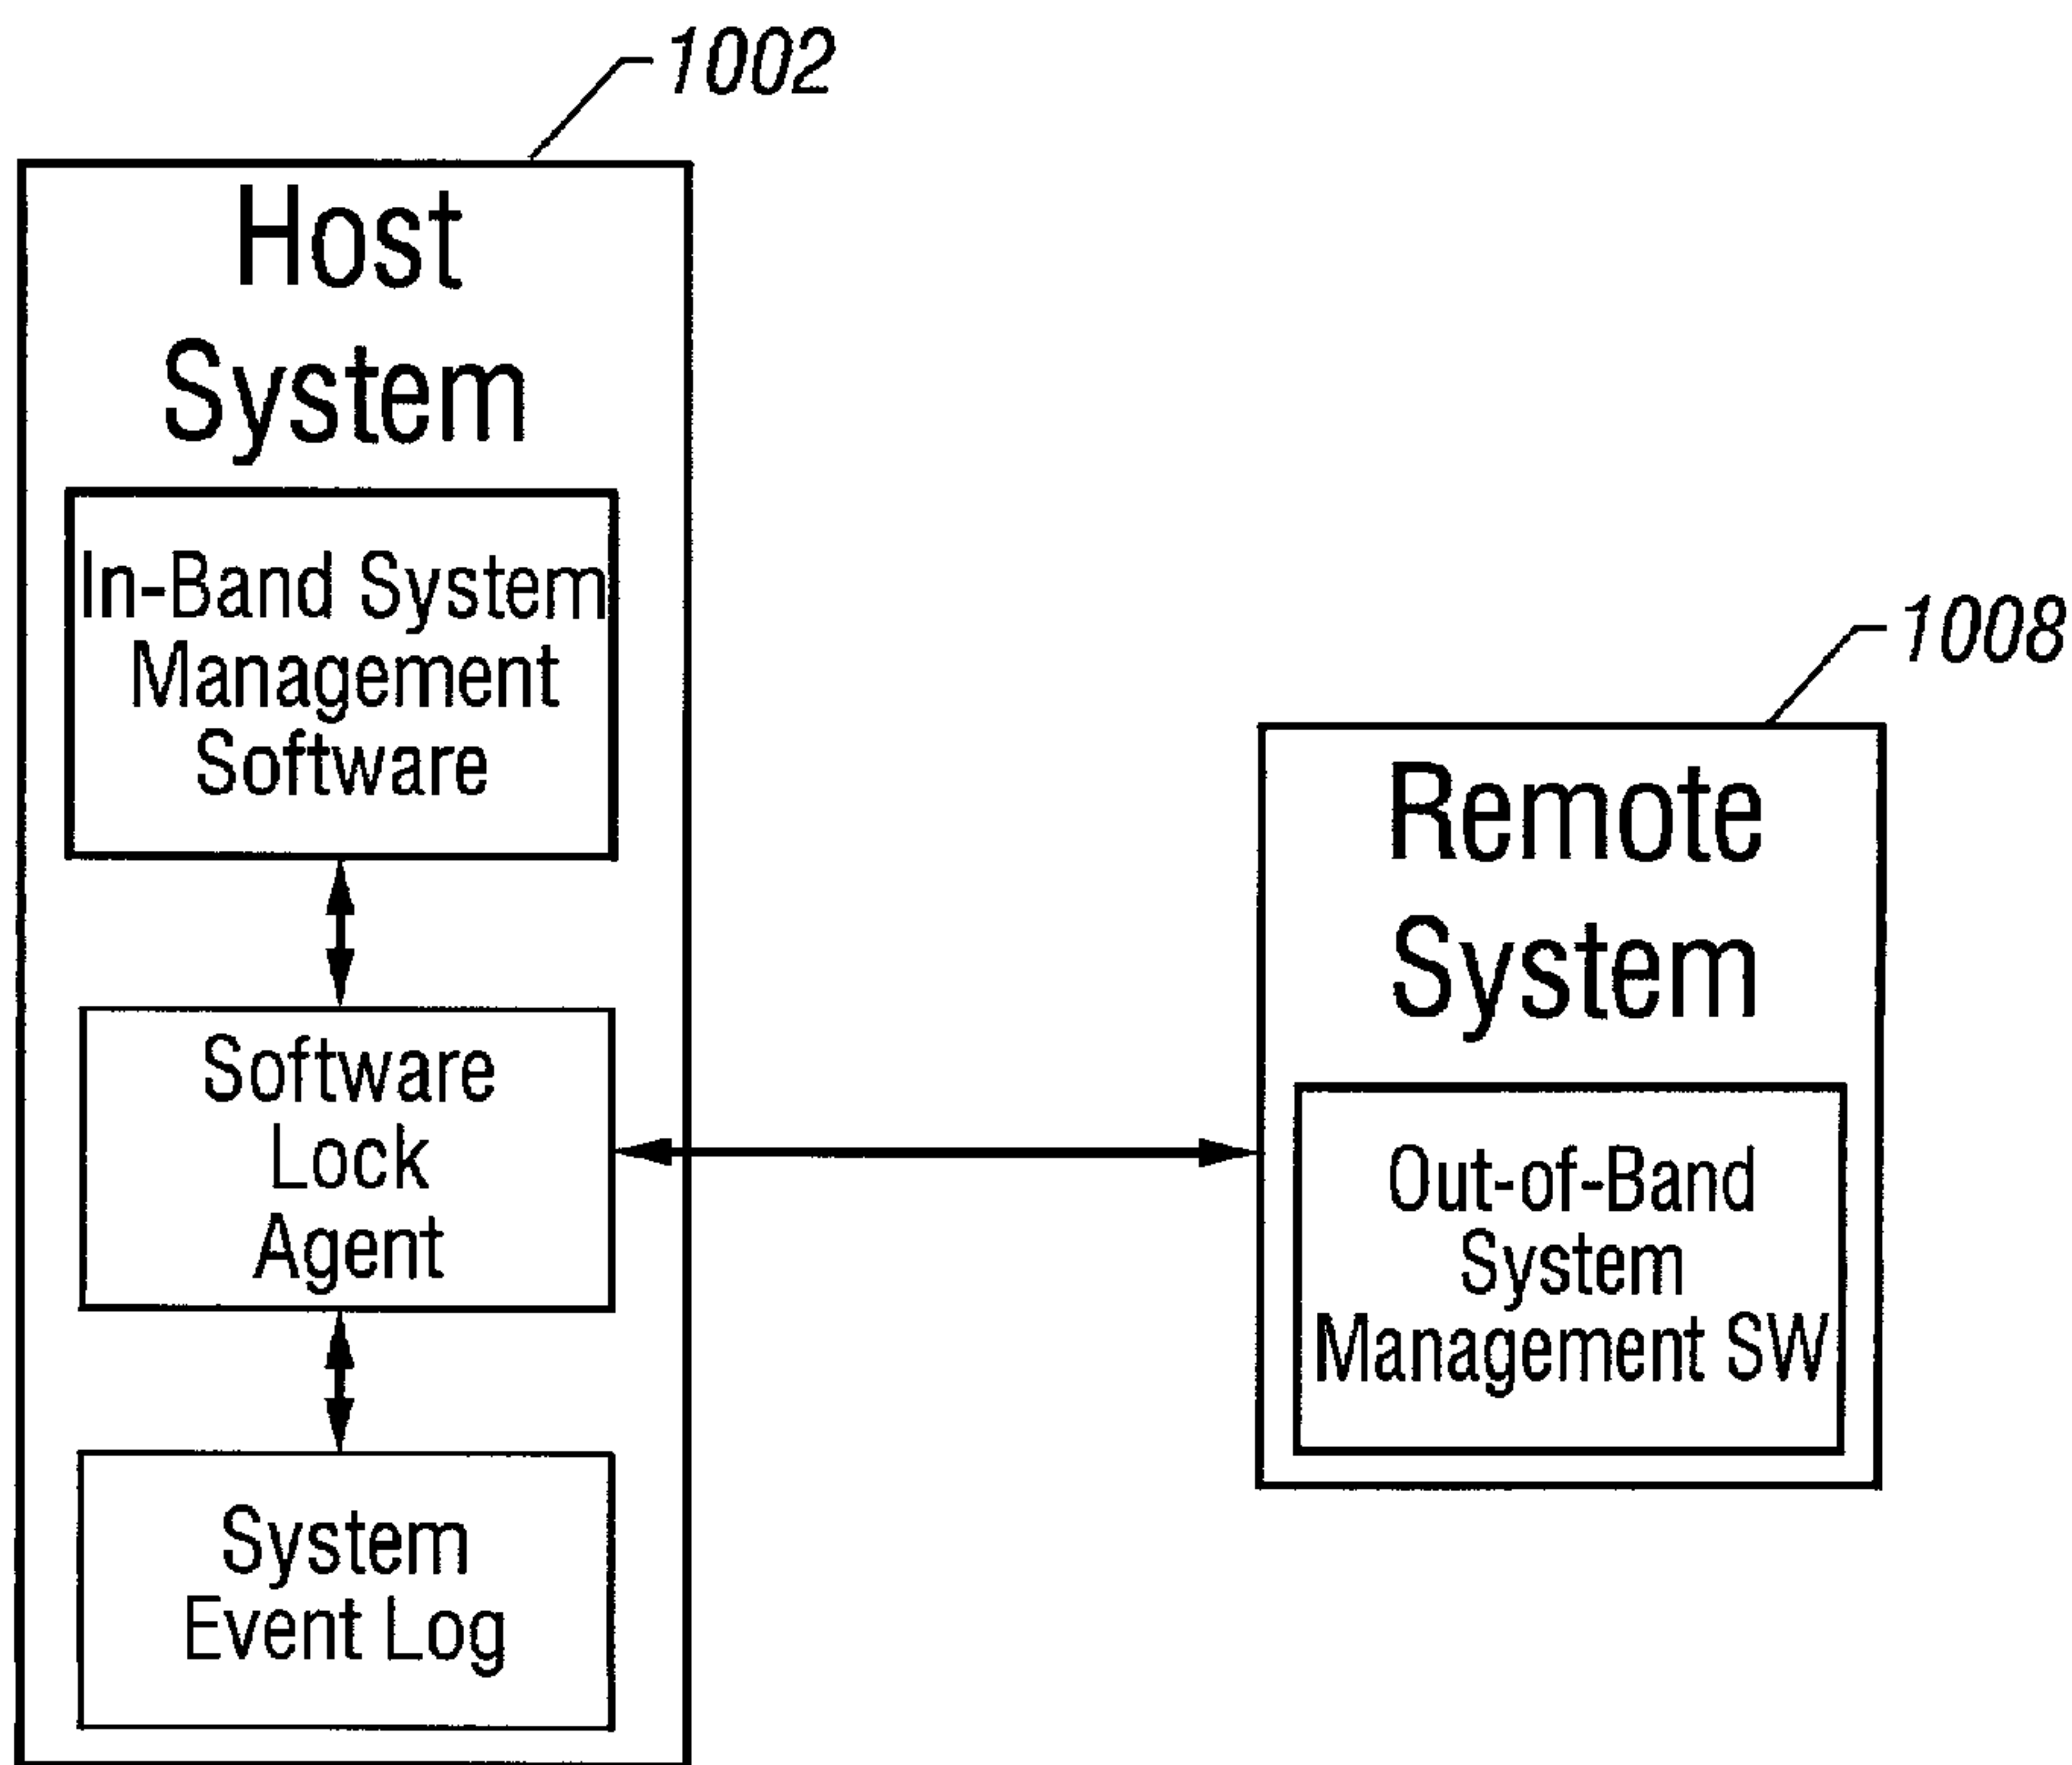 1002
Host
System
In-Band System
Management
Software
Software
Lock
Agent
System
Event Log
1008
Remote
System
Out-of-Band
System
Management SW